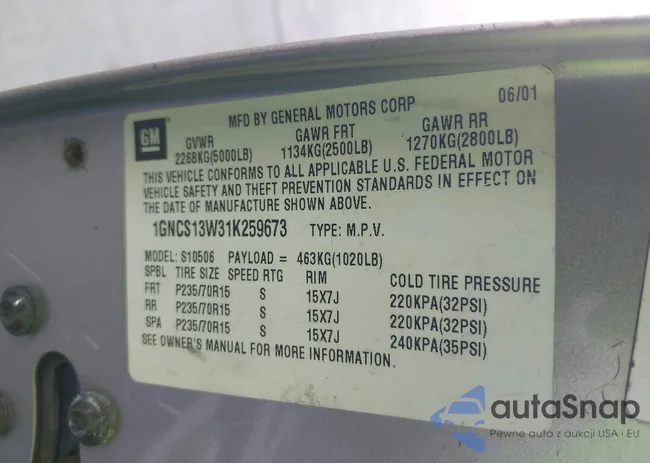 MFD BY GENERAL MOTORS CORP 06/01
GM
GVWR GAWR FRT GAWR RR
2268KG(5000LB) 1134KG(2500LB) 1270KG(2800LB)
THIS VEHICLE CONFORMS TO ALL APPLICABLE U.S. FEDERAL MOTOR
VEHICLE SAFETY AND THEFT PREVENTION STANDARDS IN EFFECT ON
THE DATE OF MANUFACTURE SHOWN ABOVE.
1GNCS13W31K259673 TYPE: M.P.V.
MODEL: S10506 PAYLOAD = 463KG(1020LB)
SPBL TIRE SIZE SPEED RTG RIM COLD TIRE PRESSURE
FRT P235/70R15 S 15X7J 220KPA(32PSI)
RR P235/70R15 S 15X7J 220KPA(32PSI)
SPA P235/70R15 S 15X7J 240KPA(35PSI)
SEE OWNER'S MANUAL FOR MORE INFORMATION.
autaSnap
Pewne auta z aukcji USA i EU